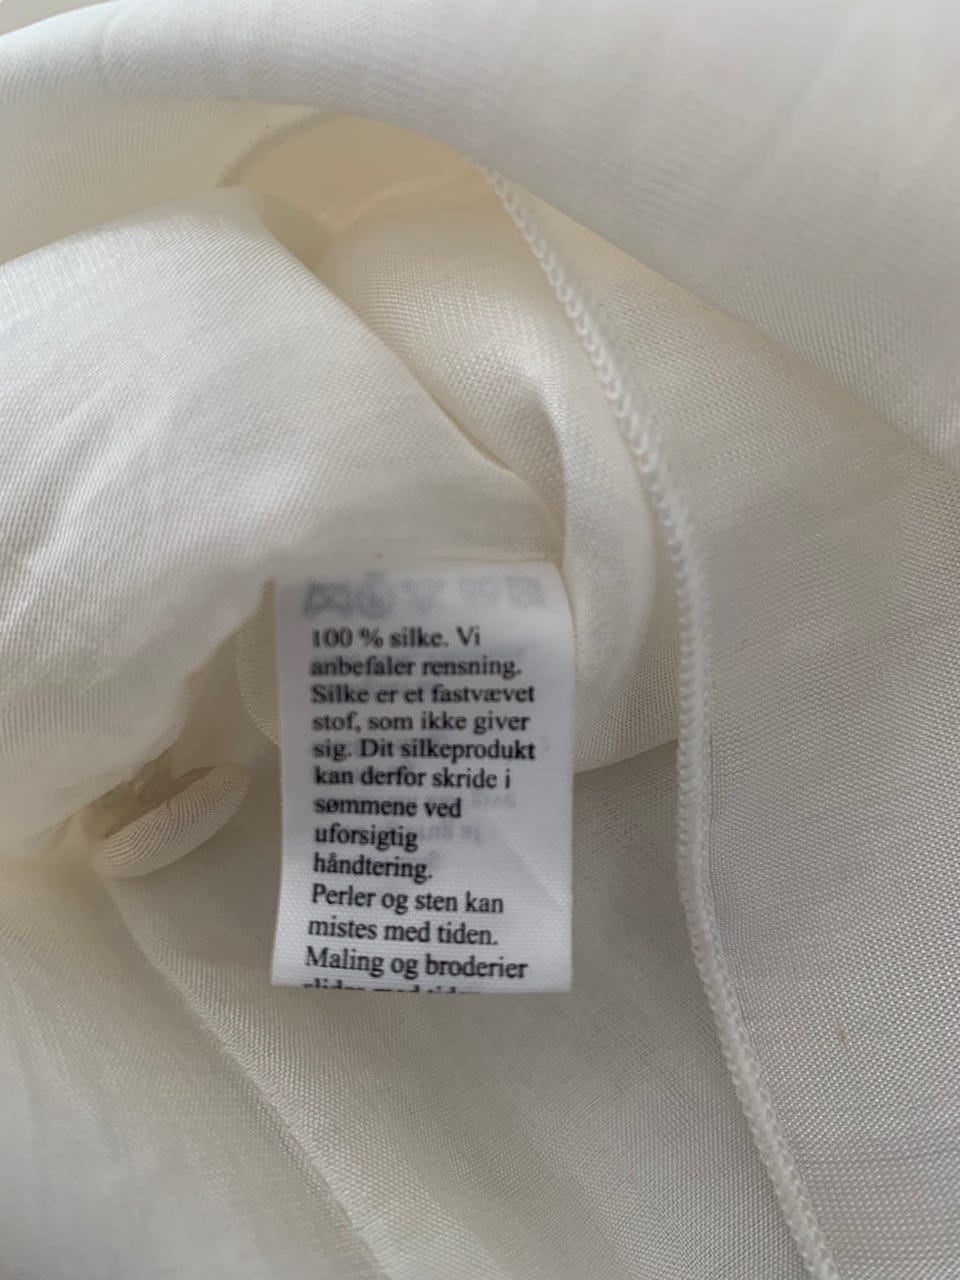 100 % silke. Vi
anbefaler rensning.
Silke er et fastvævet
stof, som ikke giver
sig. Dit silkeprodukt
kan derfor skride i
sømmene ved
uforsigtig
håndtering.
Perler og sten kan
mistes med tiden.
Maling og broderier